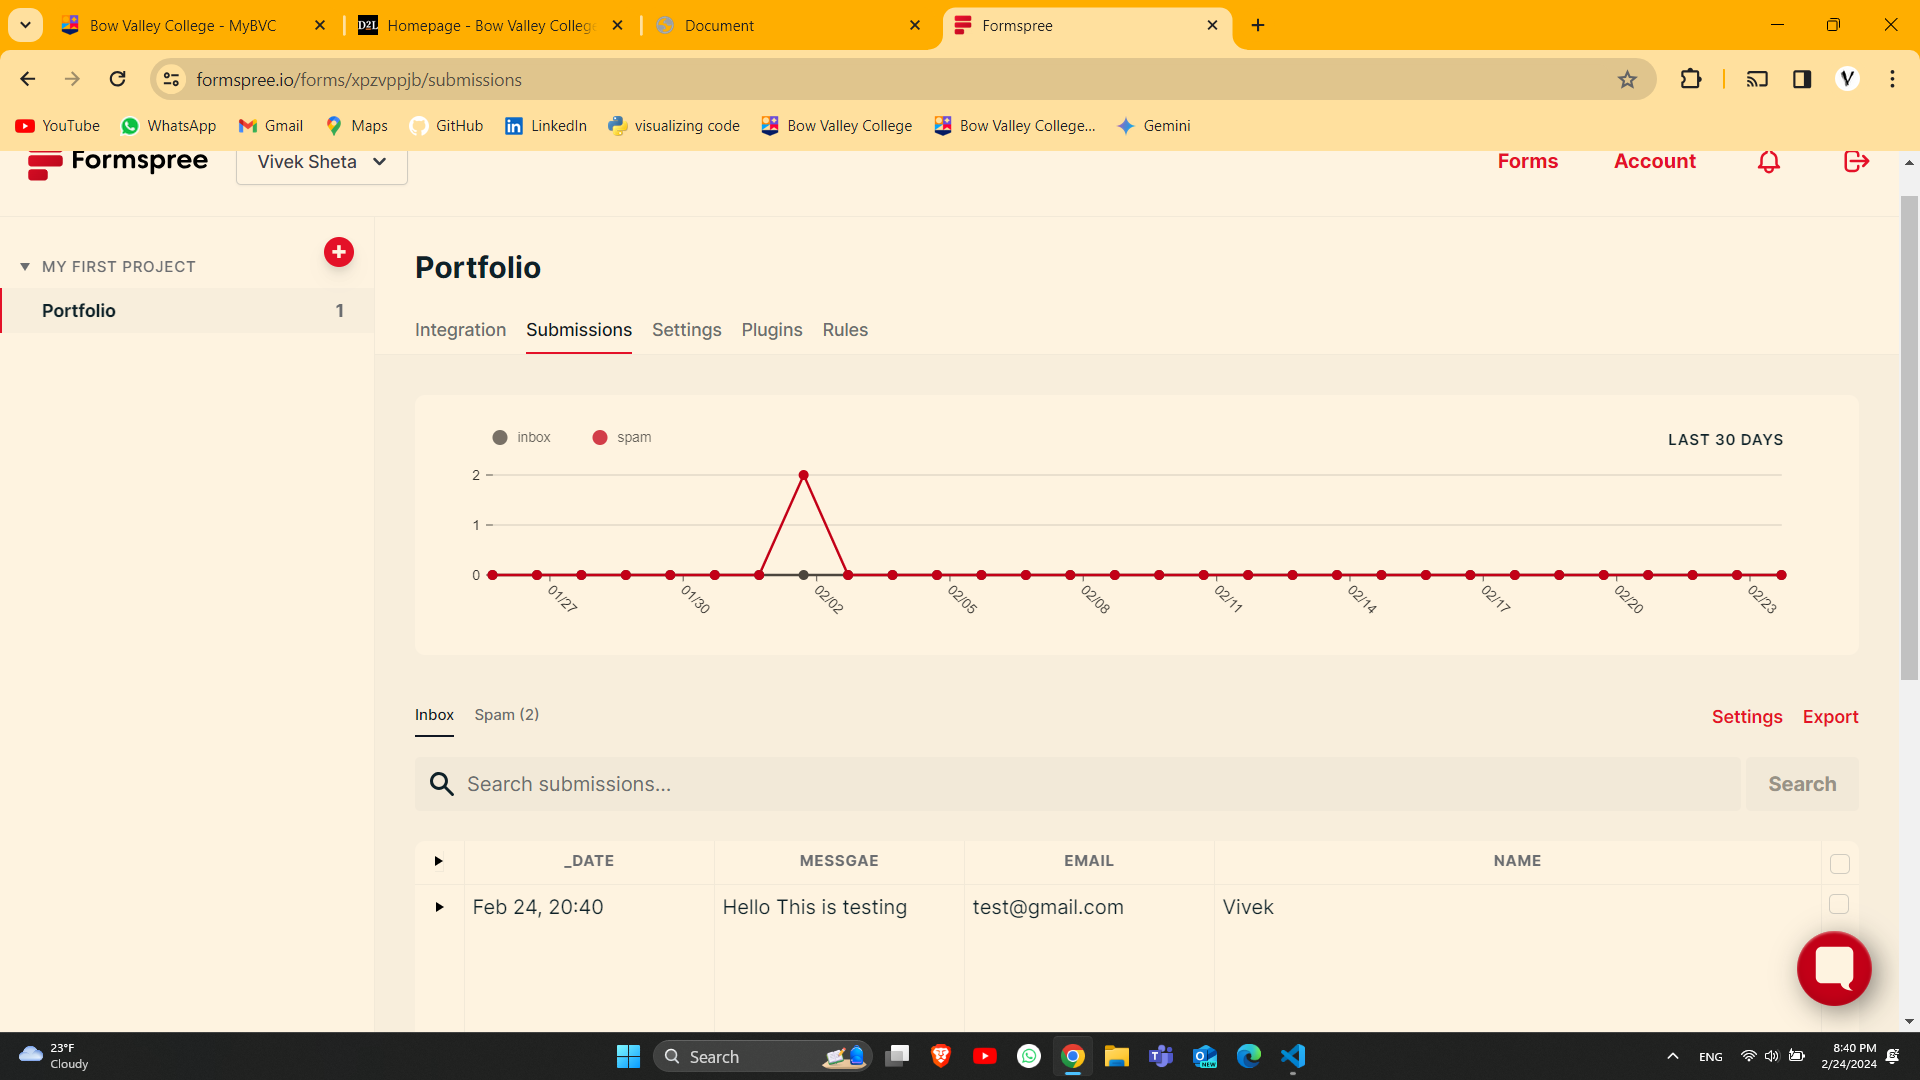 Bow Valley College - MyBVC
Homepage - Bow Valley College
Document
Formspree
formspree.io/forms/xpzvppjb/submissions
YouTube
WhatsApp
Gmail
Maps
GitHub
LinkedIn
visualizing code
Bow Valley College
Bow Valley College...
Gemini
Formspree
Vivek Sheta
Forms
Account
MY FIRST PROJECT
Portfolio 1
Portfolio
Integration Submissions Settings Plugins Rules
inbox spam
LAST 30 DAYS
2
1
0
01/27 01/30 02/02 02/05 02/08 02/11 02/14 02/17 02/20 02/23
Inbox Spam (2)
Settings Export
Search submissions...
Search
_DATE MESSGAE EMAIL NAME
Feb 24, 20:40 Hello This is testing test@gmail.com Vivek
23°F
Cloudy
Search
NEW
ENG
8:40 PM
2/24/2024